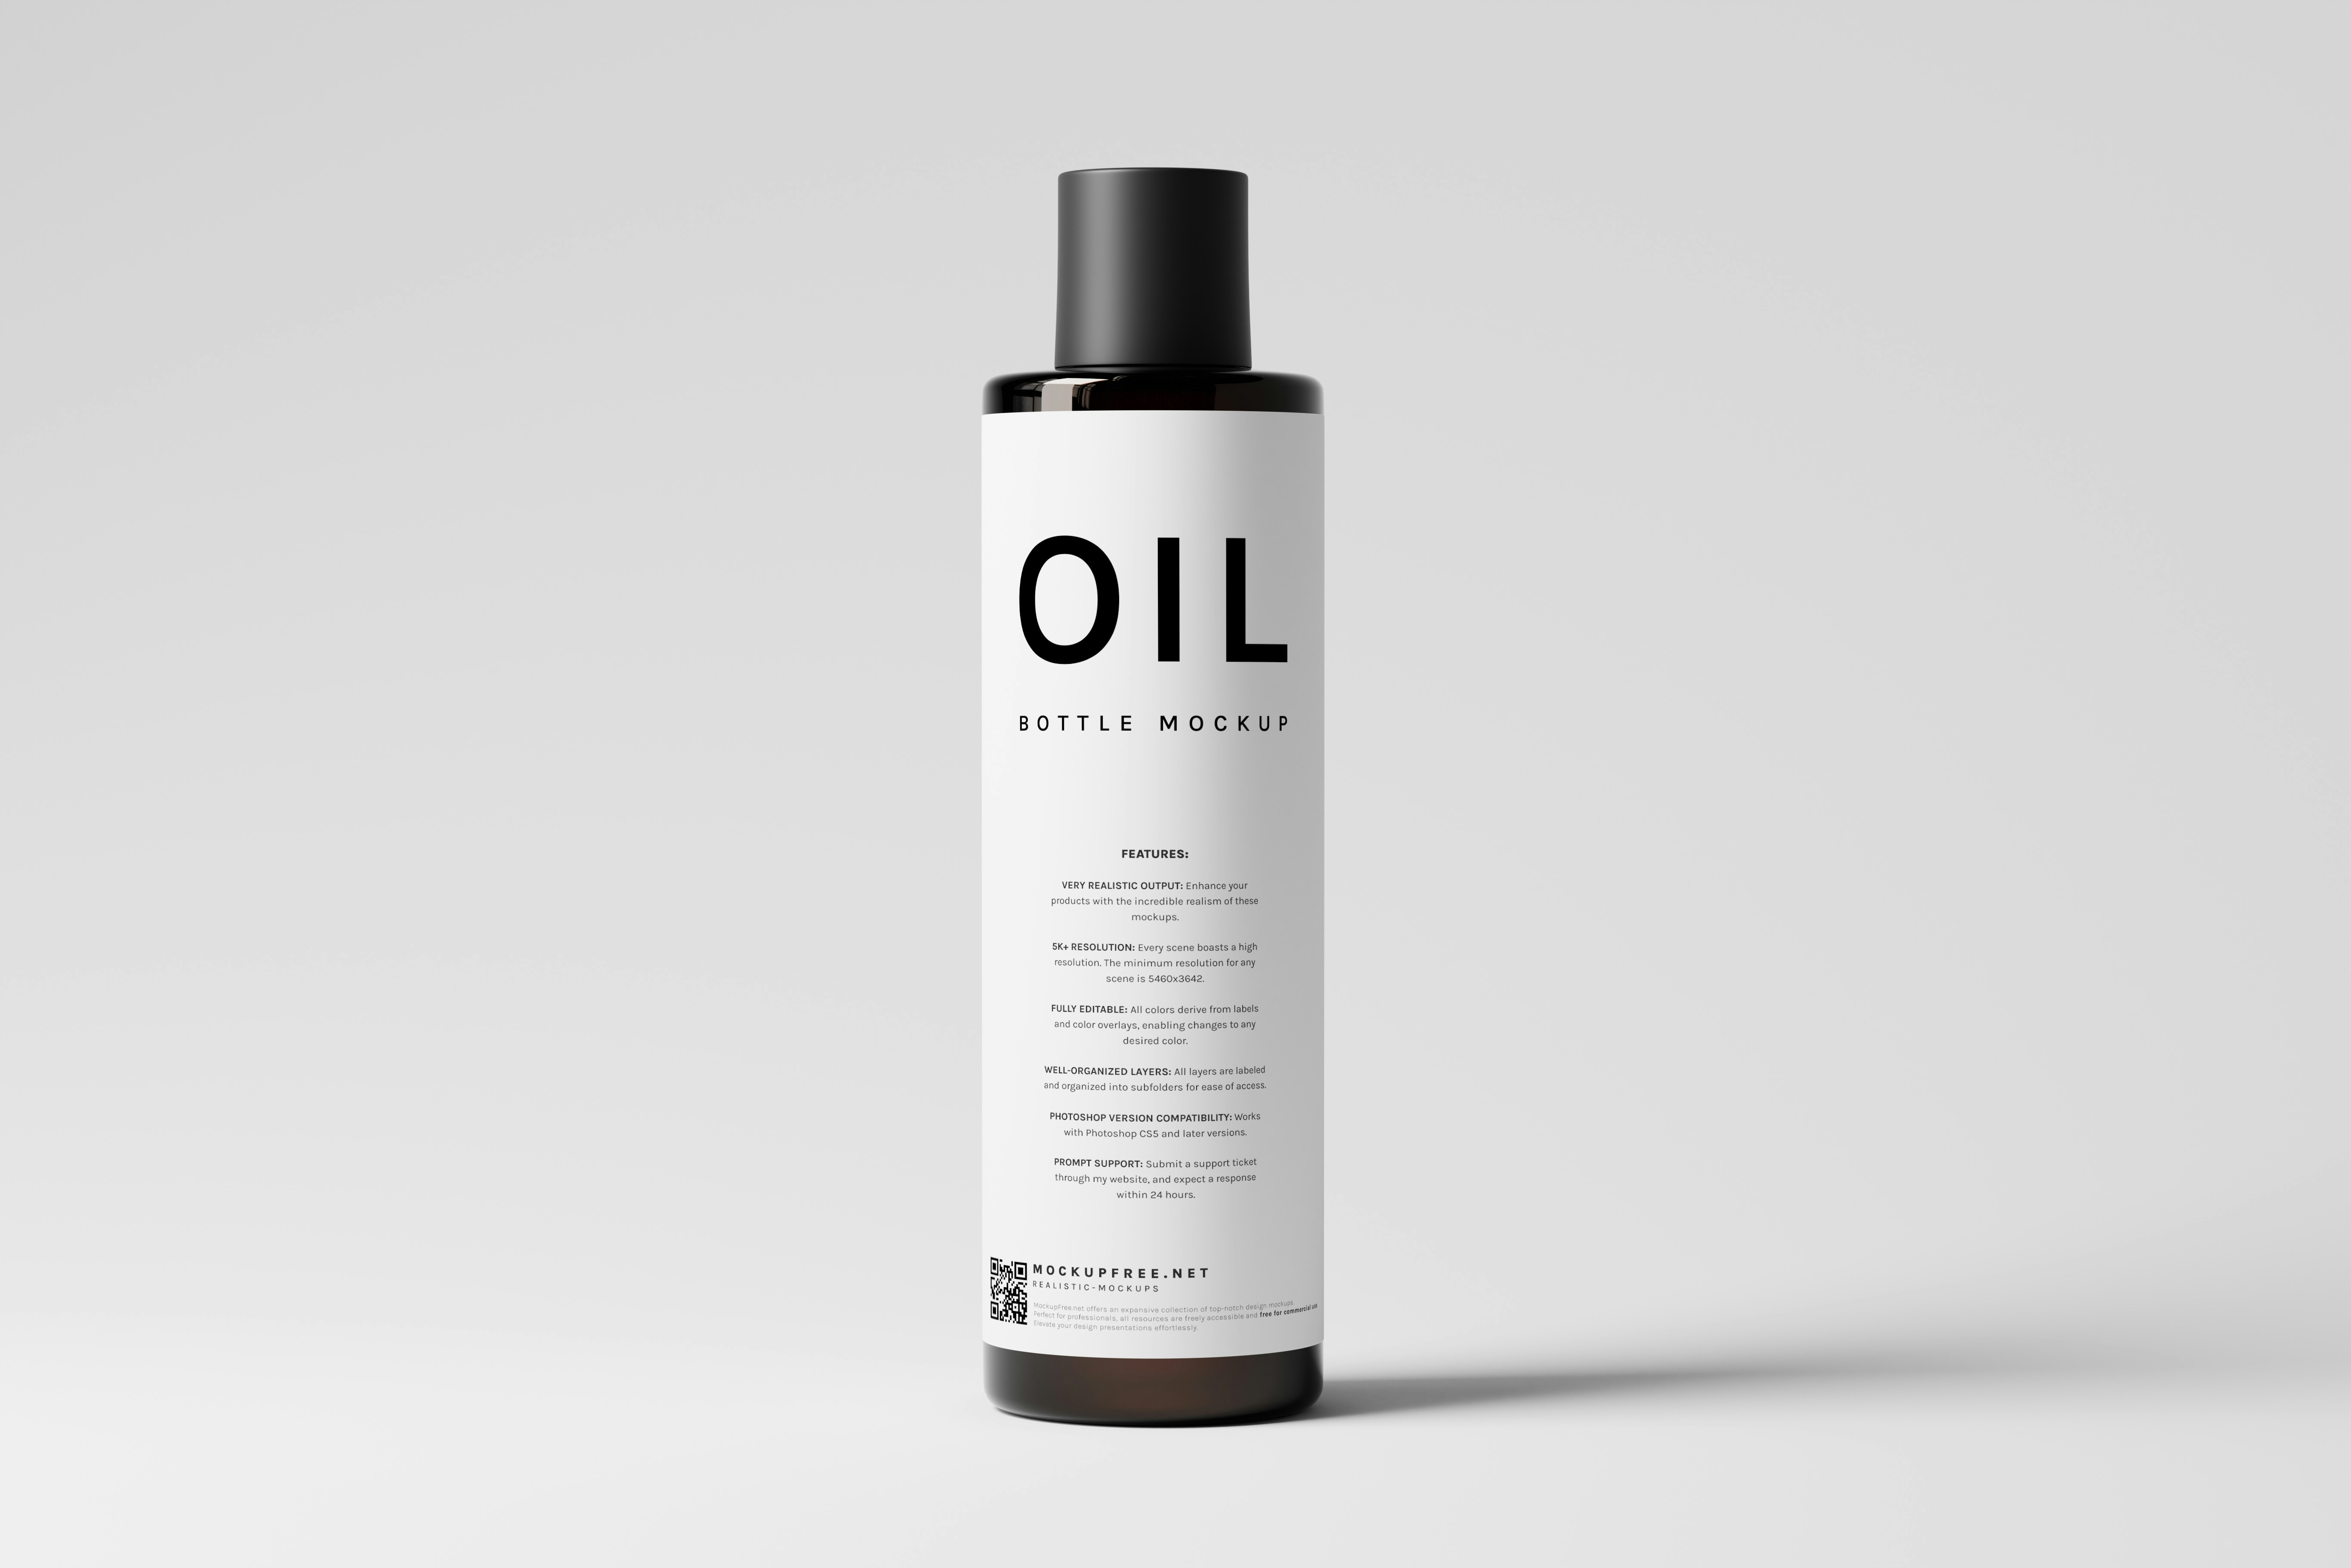 OIL
BOTTLE MOCKUP
FEATURES:
VERY REALISTIC OUTPUT: Enhance your
products with the incredible realism of these
mockups.
5K+ RESOLUTION: Every scene boasts a high
resolution. The minimum resolution for any
scene is 5460x3642.
FULLY EDITABLE: All colors derive from labels
and color overlays, enabling changes to any
desired color.
WELL-ORGANIZED LAYERS: All layers are labeled
and organized into subfolders for ease of access.
PHOTOSHOP VERSION COMPATIBILITY: Works
with Photoshop CS5 and later versions.
PROMPT SUPPORT: Submit a support ticket
through my website, and expect a response
within 24 hours.
MOCKUPFREE.NET
REALISTIC-MOCKUPS
MockupFree.net offers an expansive collection of top-notch design mockups.
Perfect for professionals, all resources are freely accessible and free for commercial use.
Elevate your design presentations effortlessly.